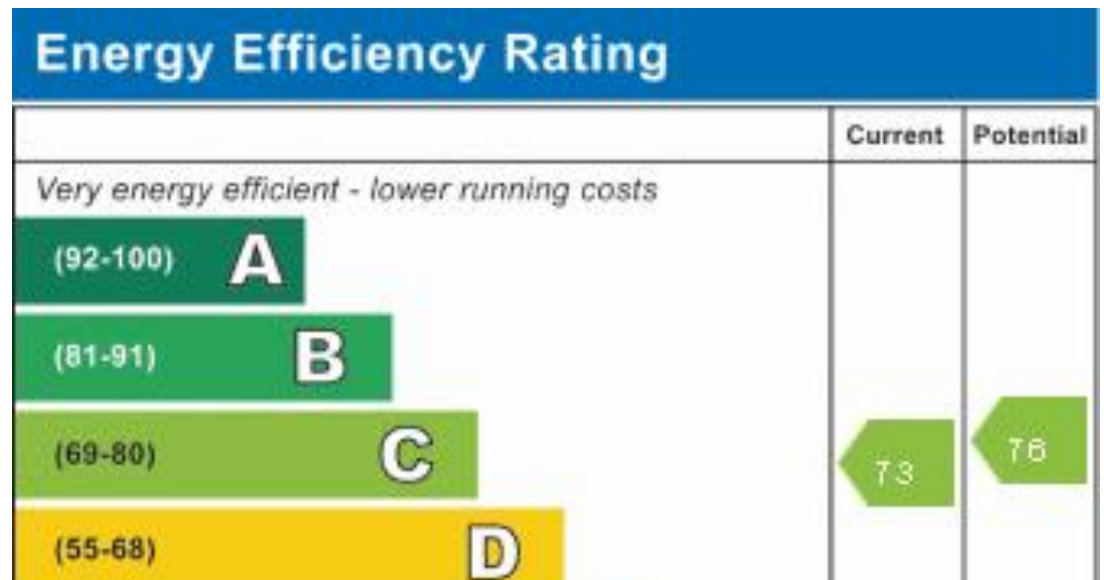 Energy Efficiency Rating
Current Potential
Very energy efficient - lower running costs
(92-100) A
(81-91) B
(69-80) C
73
76
(55-68) D